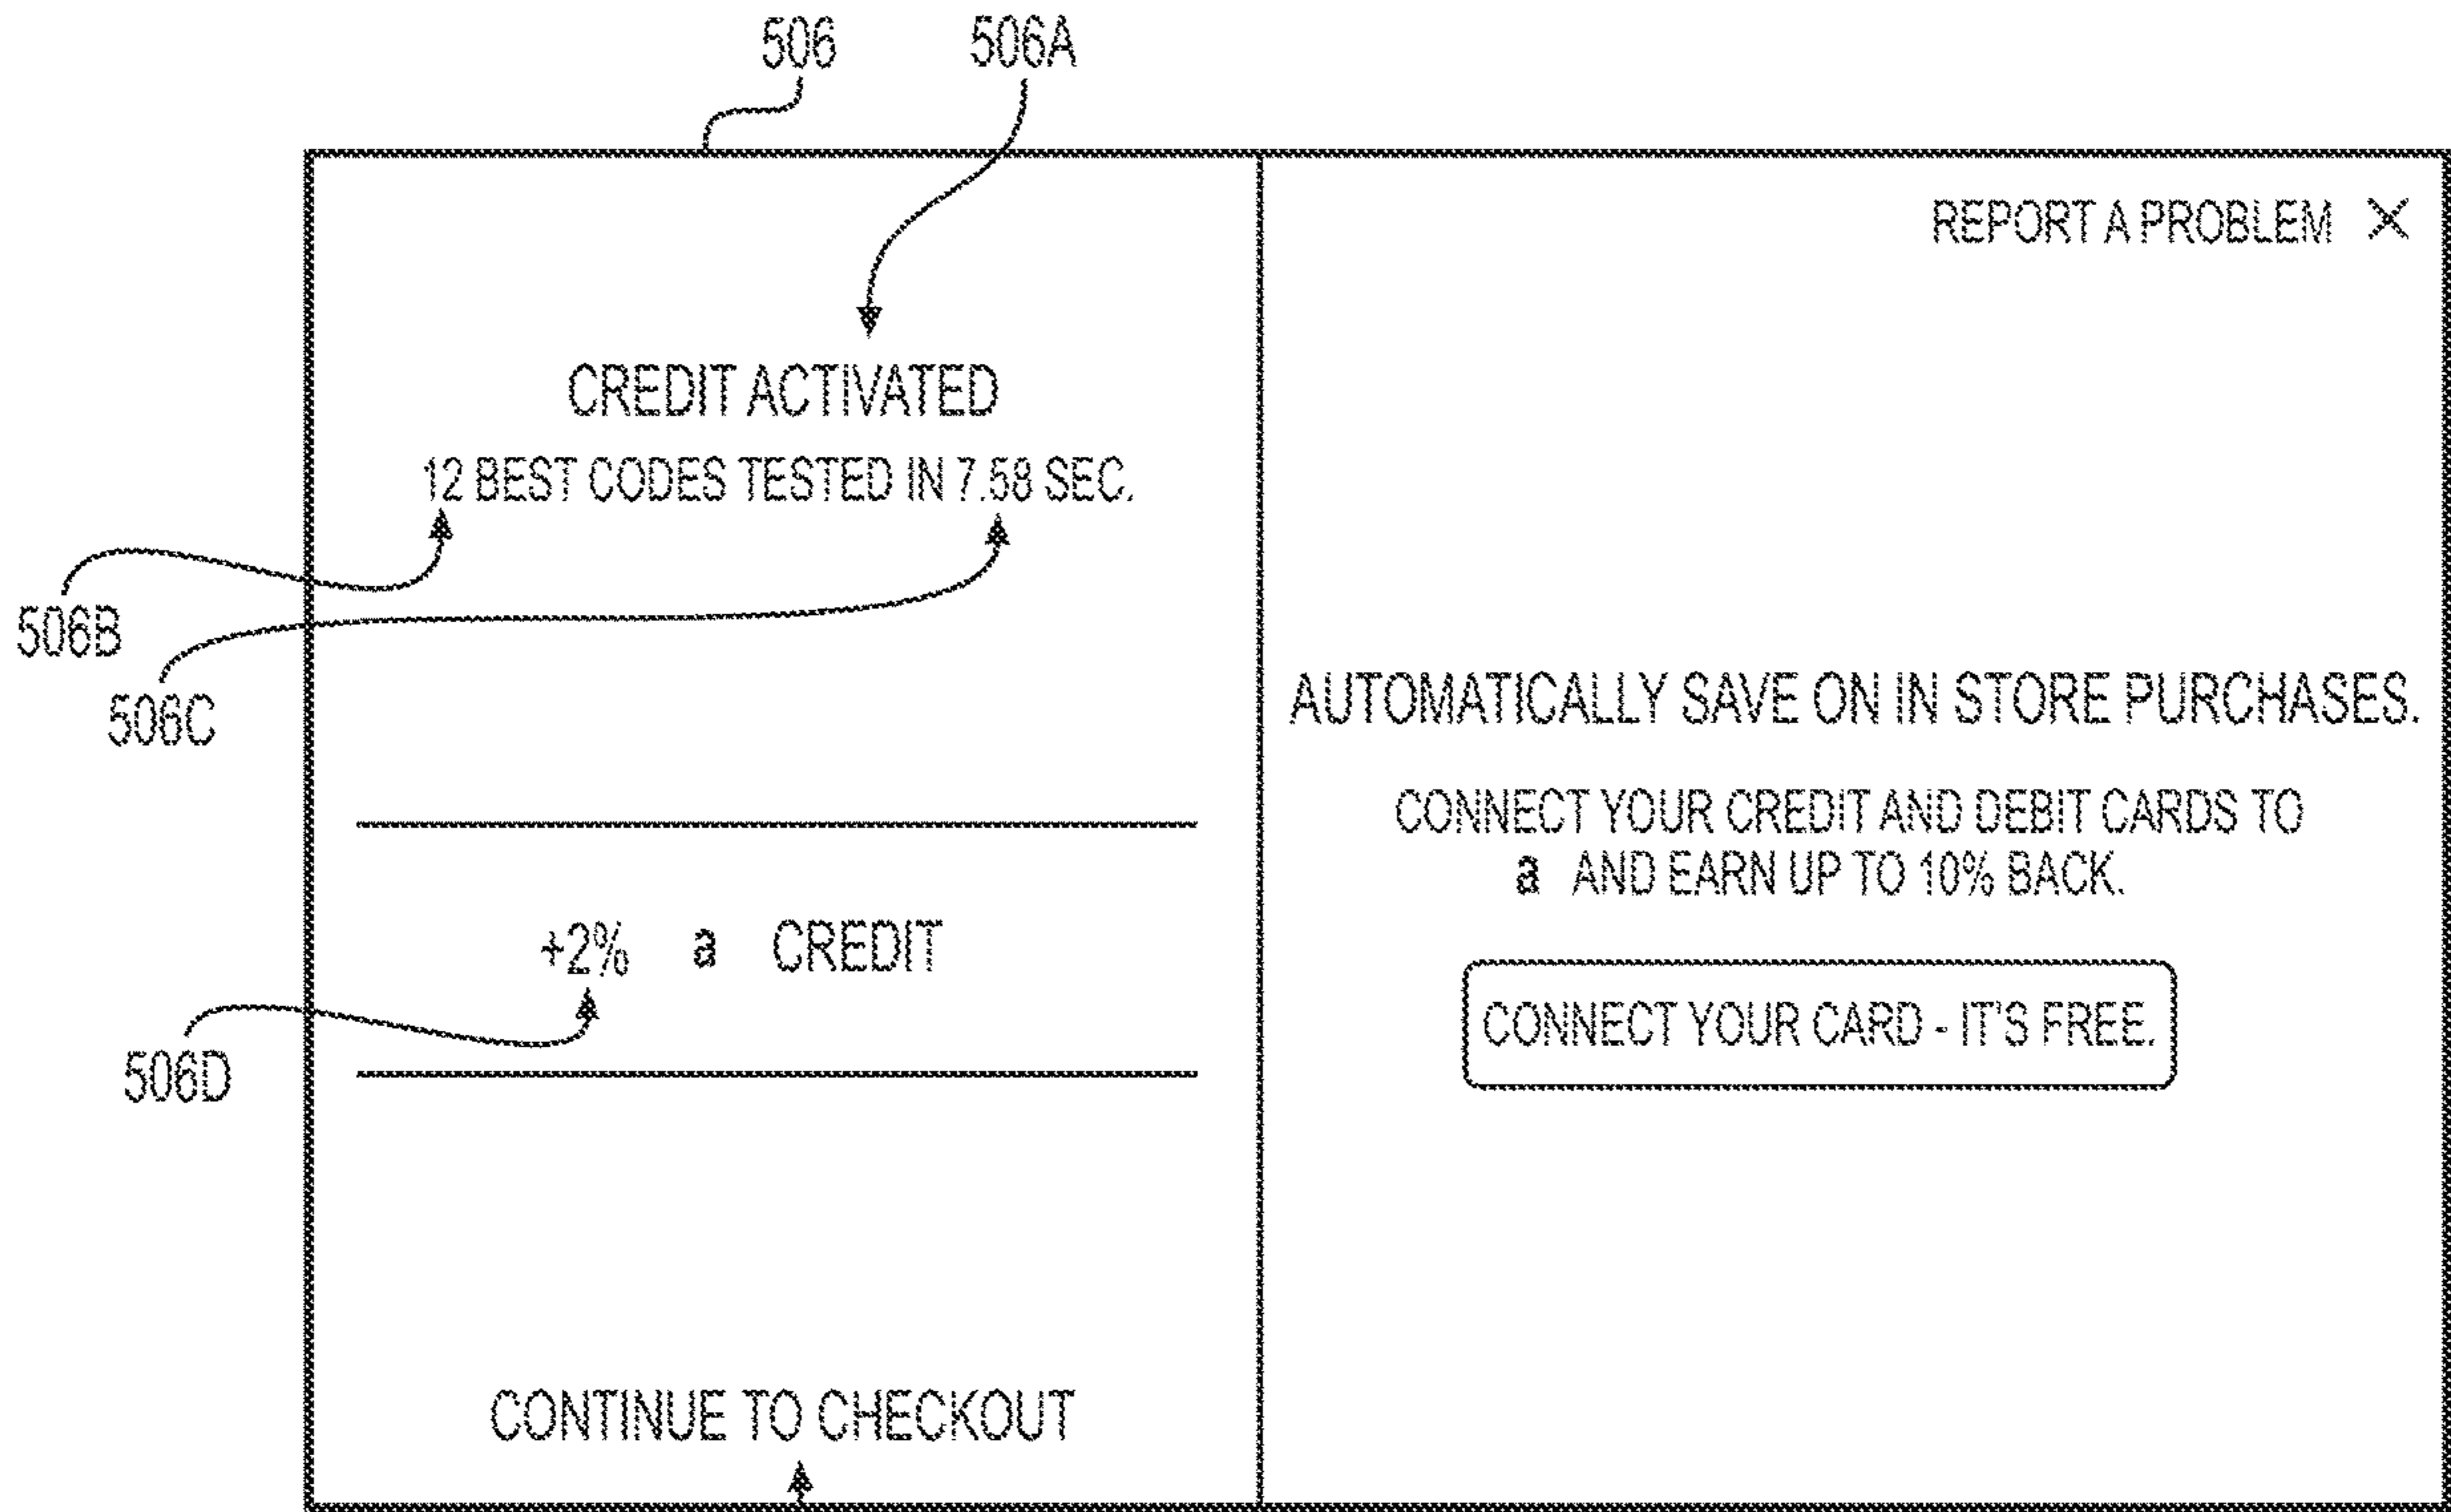 506
506A
REPORT A PROBLEM X
CREDIT ACTIVATED
12 BEST CODES TESTED IN 7.58 SEC.
506B
506C
+2% a CREDIT
506D
CONTINUE TO CHECKOUT
AUTOMATICALLY SAVE ON IN STORE PURCHASES.
CONNECT YOUR CREDIT AND DEBIT CARDS TO
a AND EARN UP TO 10% BACK.
CONNECT YOUR CARD - IT'S FREE.